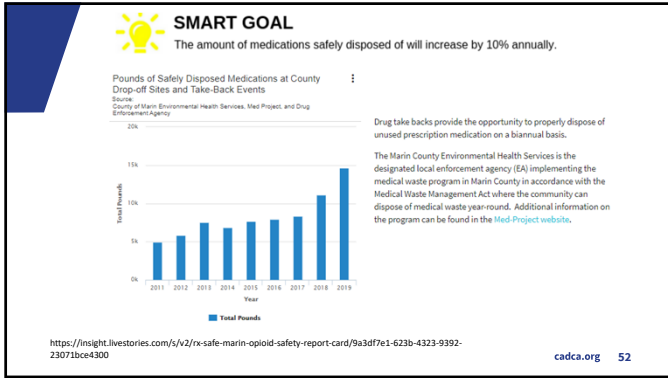 SMART GOAL
The amount of medications safely disposed of will increase by 10% annually.
Pounds of Safely Disposed Medications at County
Drop-off Sites and Take-Back Events
Source:
County of Marin Environmental Health Services, Med Project, and Drug
Enforcement Agency
20k
15k
10k
5k
0k
Total Pounds
2011 2012 2013 2014 2015 2016 2017 2018 2019
Year
Total Pounds
Drug take backs provide the opportunity to properly dispose of
unused prescription medication on a biannual basis.
The Marin County Environmental Health Services is the
designated local enforcement agency (EA) implementing the
medical waste program in Marin County in accordance with the
Medical Waste Management Act where the community can
dispose of medical waste year-round. Additional information on
the program can be found in the Med-Project website.
https://insight.livestories.com/s/v2/rx-safe-marin-opioid-safety-report-card/9a3df7e1-623b-4323-9392-
23071bce4300
cadca.org 52